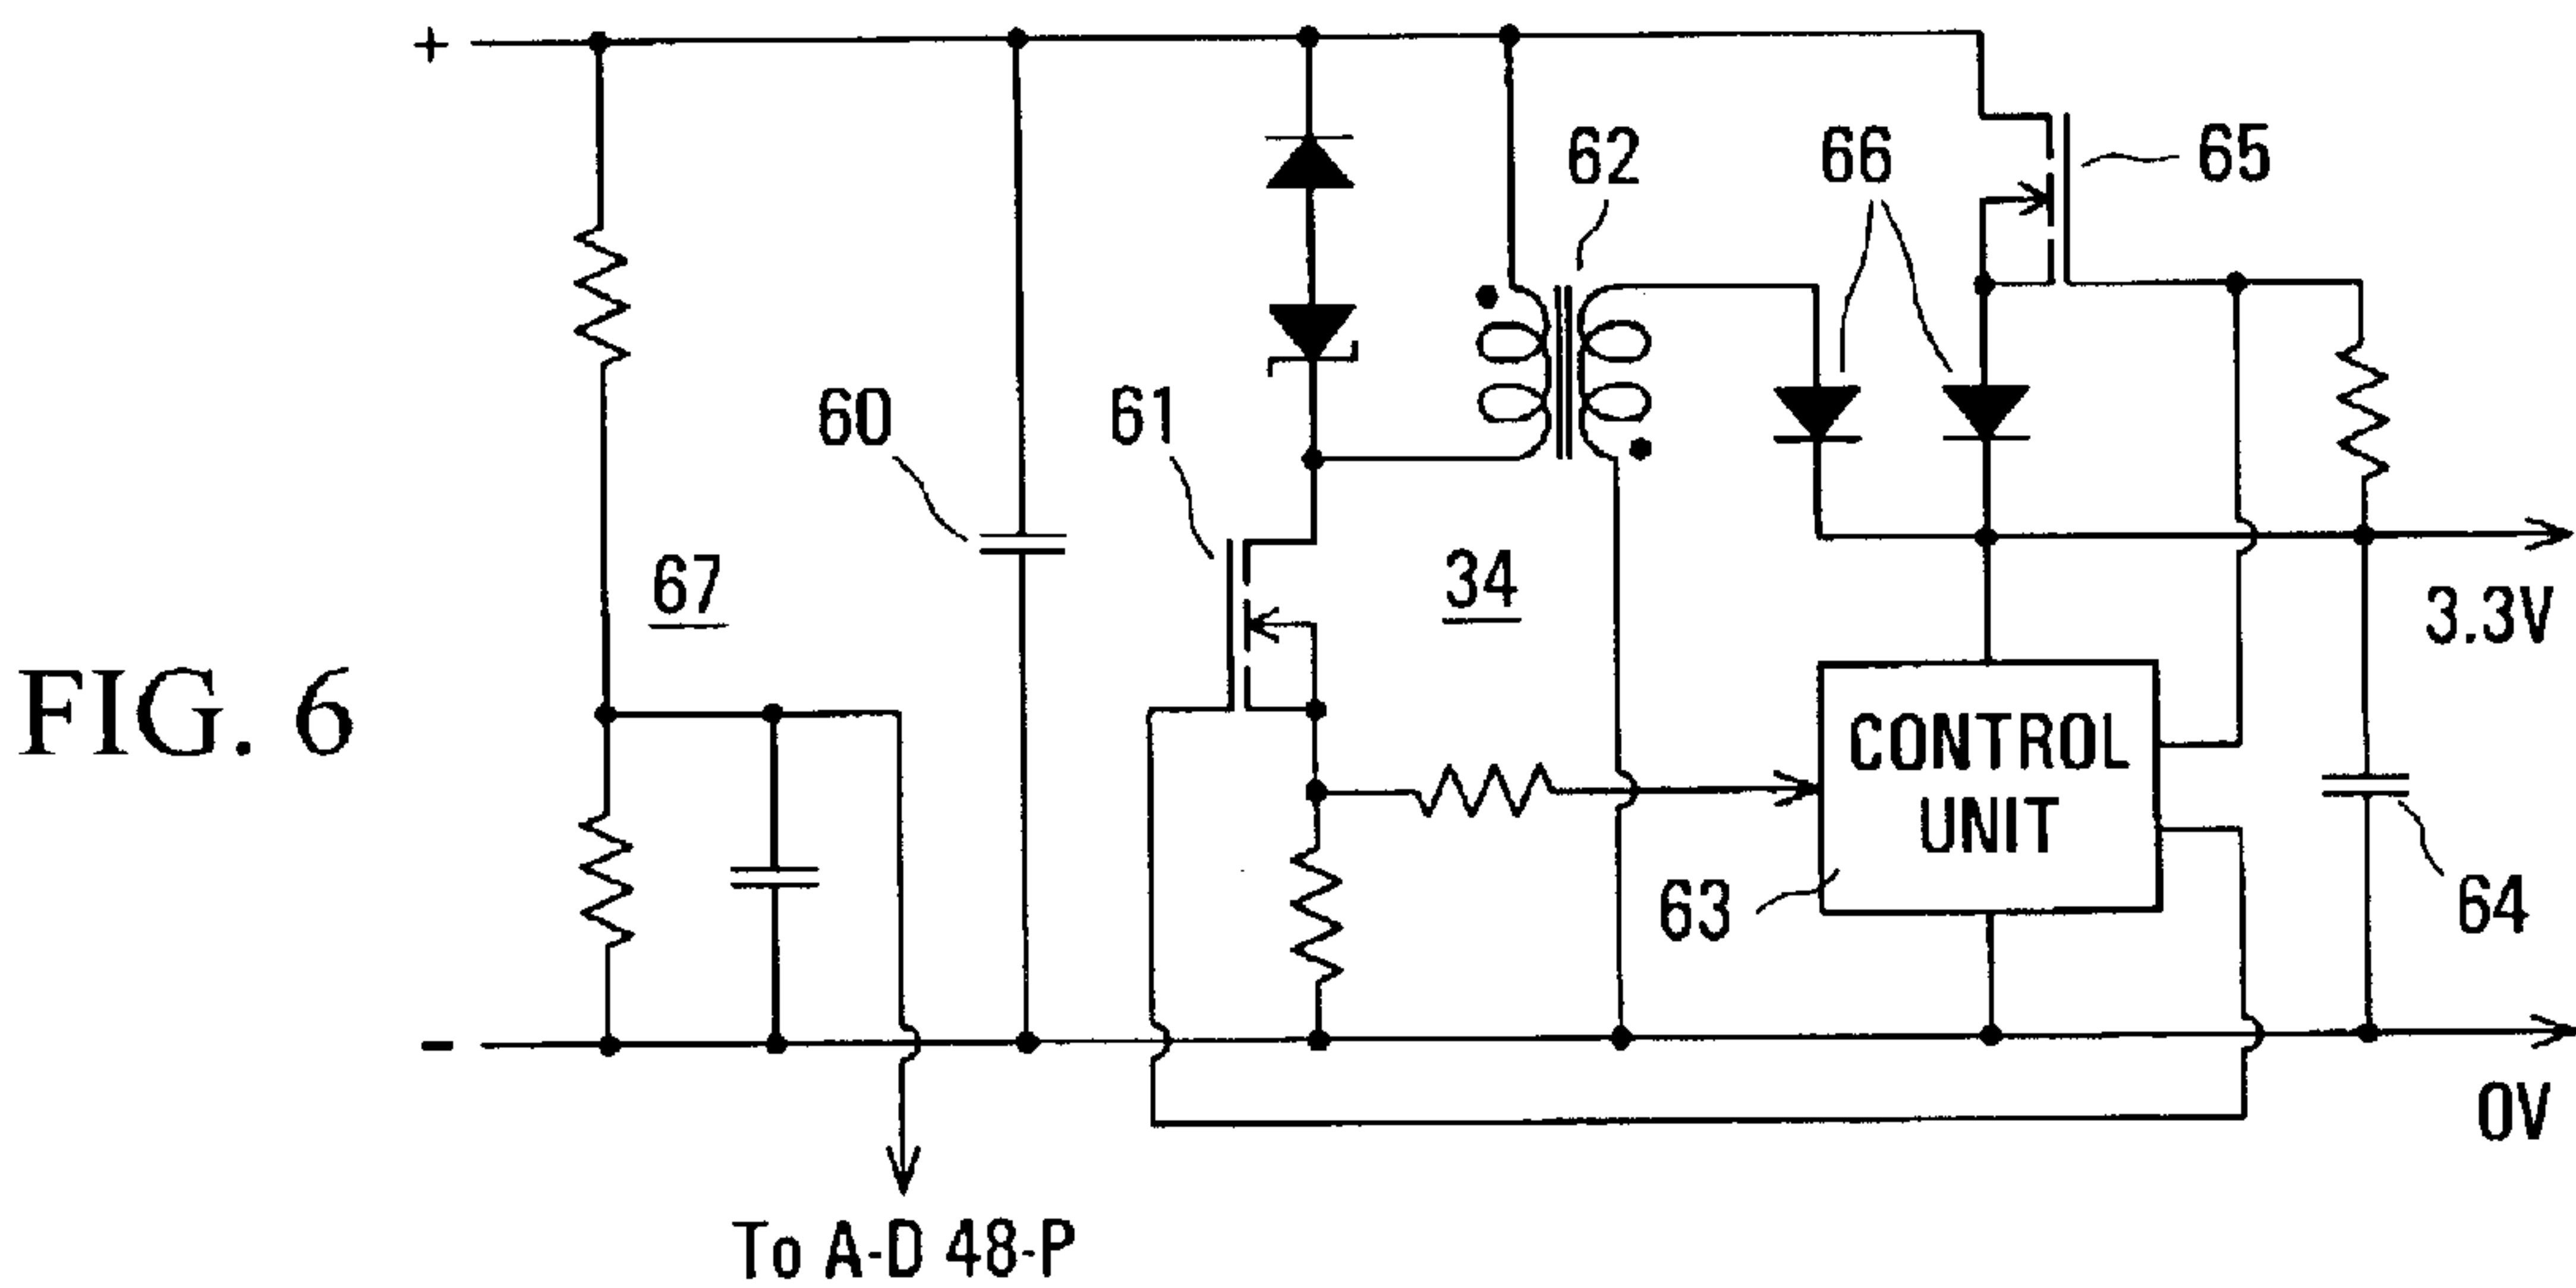 +
62
66
65
60
61
67
34
3.3V
FIG. 6
CONTROL
UNIT
63
64
-
0V
To A-D 48-P